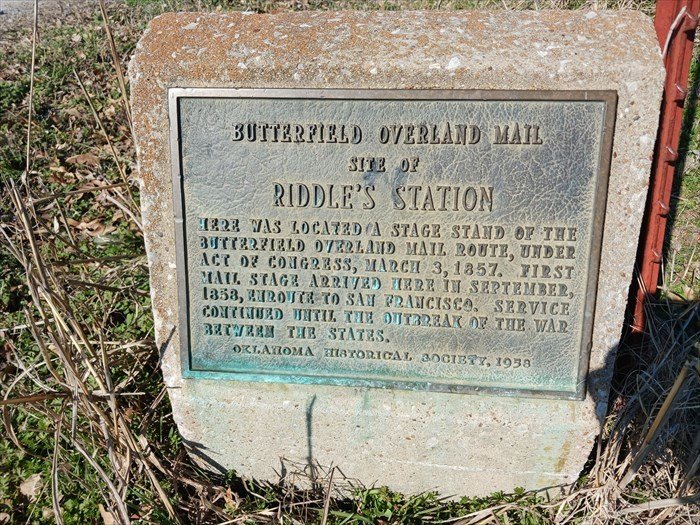 BUTTERFIELD OVERLAND MAIL
SITE OF
RIDDLE'S STATION
HERE WAS LOCATED A STAGE STAND OF THE
BUTTERFIELD OVERLAND MAIL ROUTE, UNDER
ACT OF CONGRESS, MARCH 3, 1857. FIRST
MAIL STAGE ARRIVED HERE IN SEPTEMBER,
1858, ENROUTE TO SAN FRANCISCO. SERVICE
CONTINUED UNTIL THE OUTBREAK OF THE WAR
BETWEEN THE STATES.
OKLAHOMA HISTORICAL SOCIETY, 1958